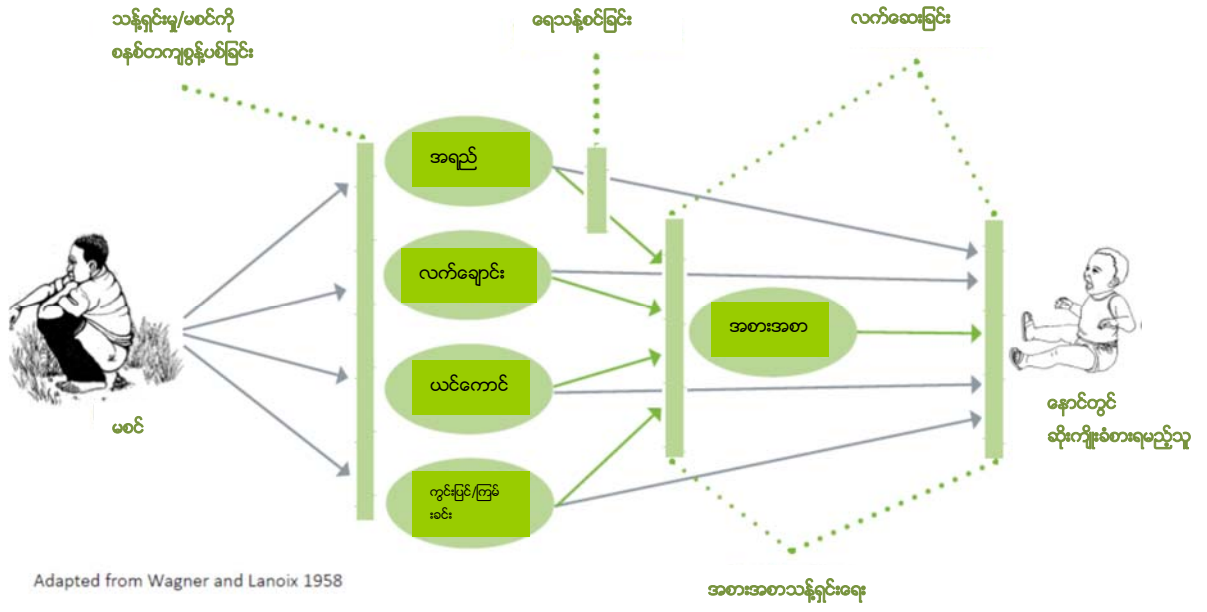 သန့်ရှင်းမှု/မစင်ကို
စနစ်တကျစွန့်ပစ်ခြင်း
ရေသန့်စင်ခြင်း
လက်ဆေးခြင်း
အရည်
လက်ချောင်း
ယင်ကောင်
ကွင်းပြင်/ကြမ်
းခင်း
အစားအစာ
မစင်
နောင်တွင်
ဆိုးကျိုးခံစားရမည့်သူ
အစားအစာသန့်ရှင်းရေး
Adapted from Wagner and Lanoix 1958